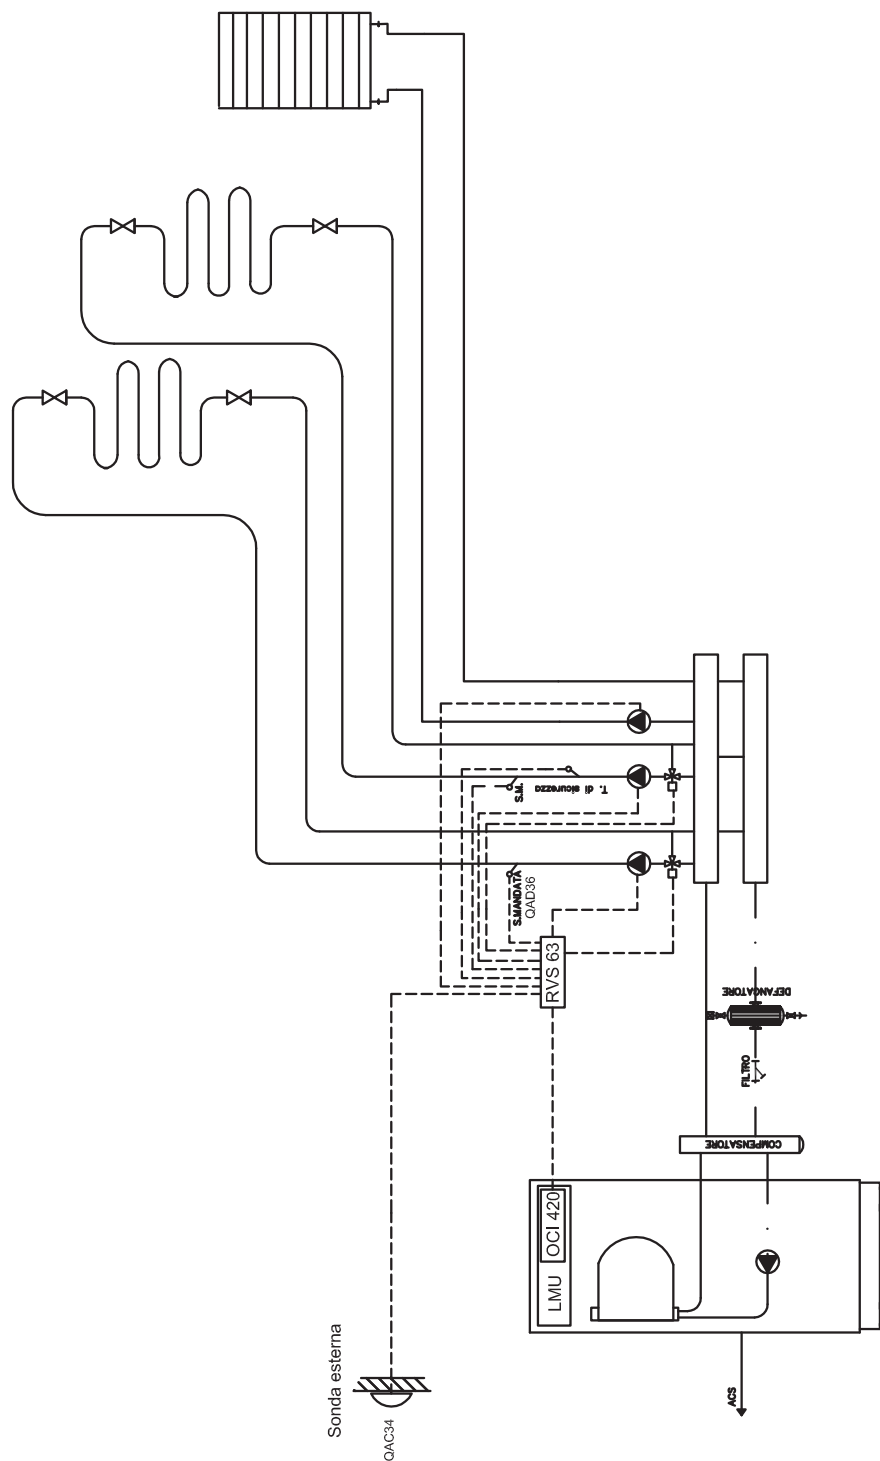 Sonda esterna
QAC34
LMU
OCI 420
RVS 63
S.MANDATA
QAD36
S.M.
T. di sicurezza
DEFANGATORE
FILTRO
COMPENSATORE
ACS